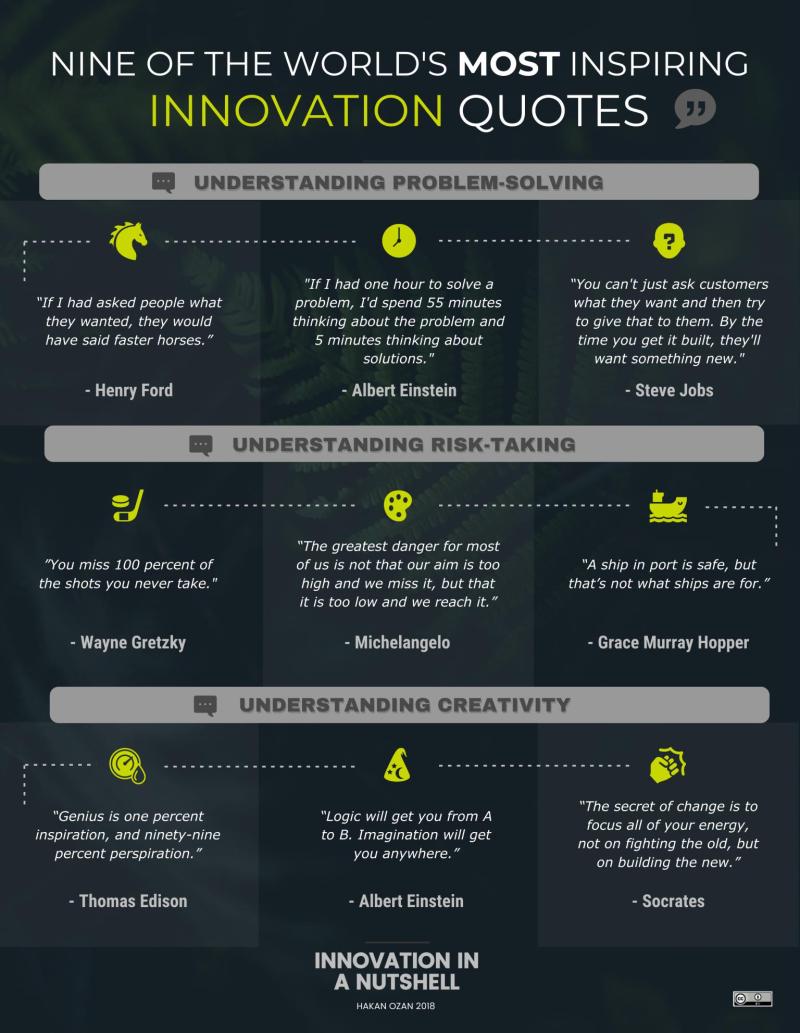 NINE OF THE WORLD'S MOST INSPIRING
INNOVATION QUOTES
UNDERSTANDING PROBLEM-SOLVING
“If I had asked people what
they wanted, they would
have said faster horses.”
- Henry Ford
"If I had one hour to solve a
problem, I'd spend 55 minutes
thinking about the problem and
5 minutes thinking about
solutions."
- Albert Einstein
“You can't just ask customers
what they want and then try
to give that to them. By the
time you get it built, they'll
want something new."
- Steve Jobs
UNDERSTANDING RISK-TAKING
”You miss 100 percent of
the shots you never take."
- Wayne Gretzky
“The greatest danger for most
of us is not that our aim is too
high and we miss it, but that
it is too low and we reach it.”
- Michelangelo
“A ship in port is safe, but
that’s not what ships are for.”
- Grace Murray Hopper
UNDERSTANDING CREATIVITY
“Genius is one percent
inspiration, and ninety-nine
percent perspiration.”
- Thomas Edison
“Logic will get you from A
to B. Imagination will get
you anywhere.”
- Albert Einstein
“The secret of change is to
focus all of your energy,
not on fighting the old, but
on building the new.”
- Socrates
INNOVATION IN
A NUTSHELL
HAKAN OZAN 2018
cc